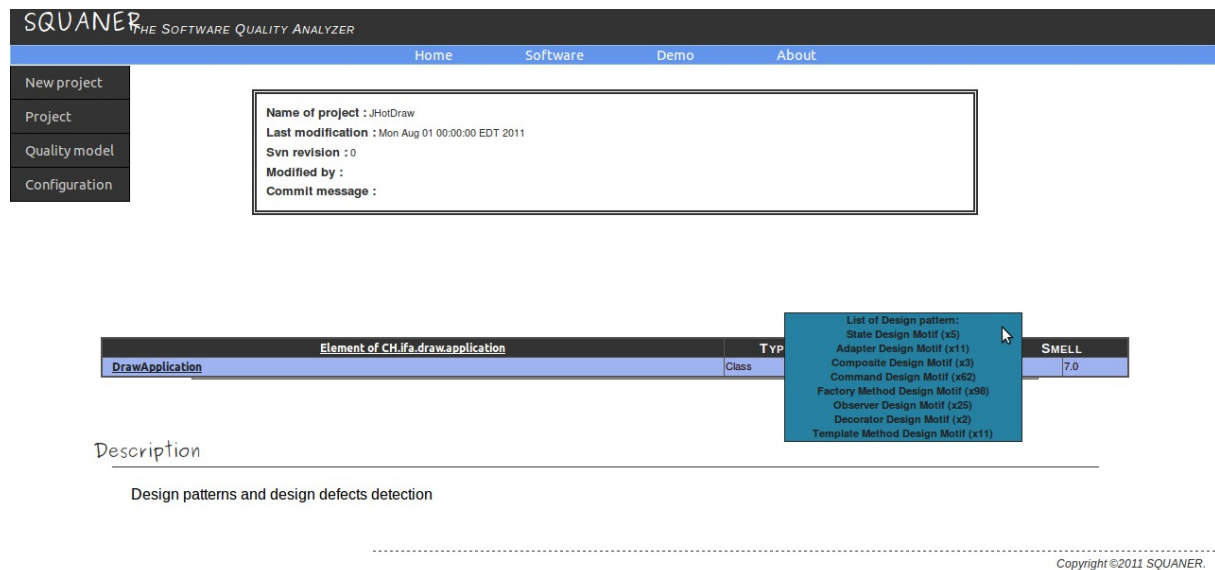 SQUANER THE SOFTWARE QUALITY ANALYZER
Home Software Demo About
New project
Project
Quality model
Configuration
Name of project : JHotDraw
Last modification : Mon Aug 01 00:00:00 EDT 2011
Svn revision : 0
Modified by :
Commit message :
Element of CH.ifa.draw.application TYP SMELL
DrawApplication Class 7.0
List of Design pattern:
State Design Motif (x5)
Adapter Design Motif (x11)
Composite Design Motif (x3)
Command Design Motif (x62)
Factory Method Design Motif (x98)
Observer Design Motif (x25)
Decorator Design Motif (x2)
Template Method Design Motif (x11)
Description
Design patterns and design defects detection
Copyright ©2011 SQUANER.